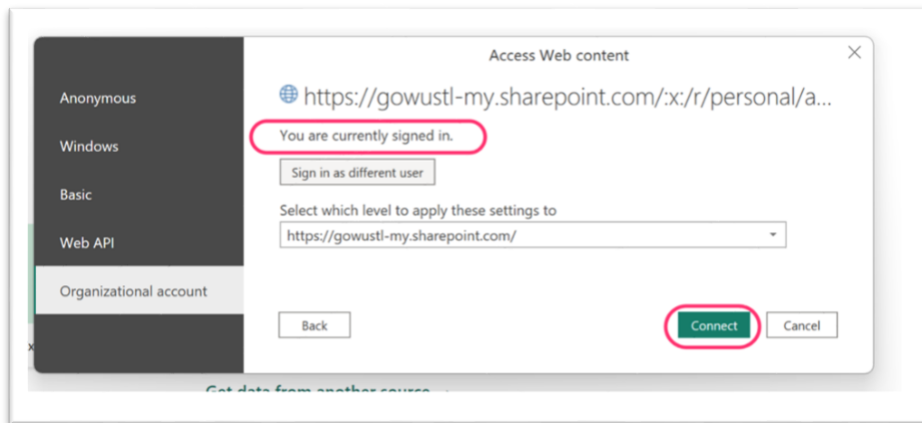 Access Web content
Anonymous
Windows
Basic
Web API
Organizational account
https://gowustl-my.sharepoint.com/:x:/r/personal/a...
You are currently signed in.
Sign in as different user
Select which level to apply these settings to
https://gowustl-my.sharepoint.com/
Back
Connect
Cancel
x
Get data from another source